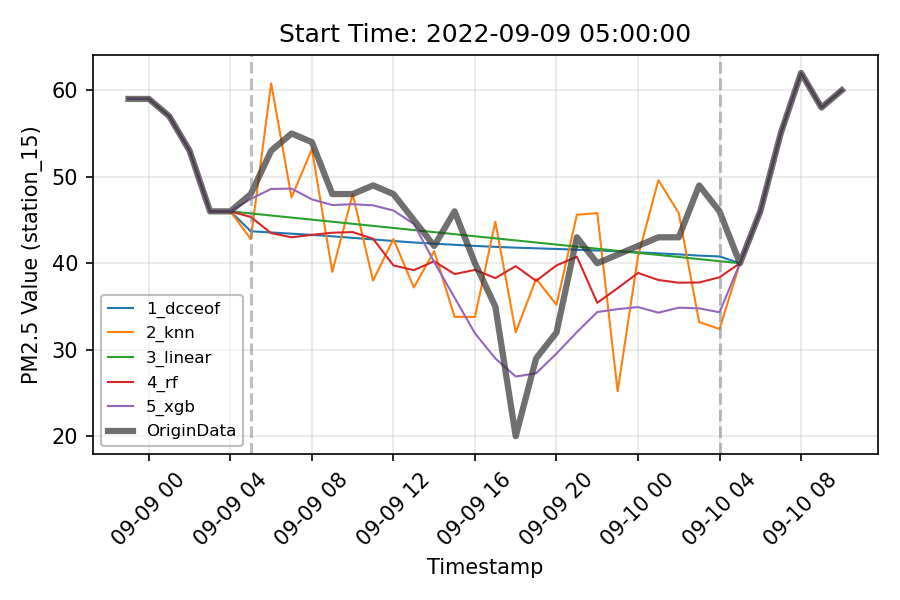 Start Time: 2022-09-09 05:00:00
PM2.5 Value (station_15)
60
50
40
30
20
1_dcceof
2_knn
3_linear
4_rf
5_xgb
OriginData
09-09 00
09-09 04
09-09 08
09-09 12
09-09 16
09-09 20
09-10 00
09-10 04
09-10 08
Timestamp